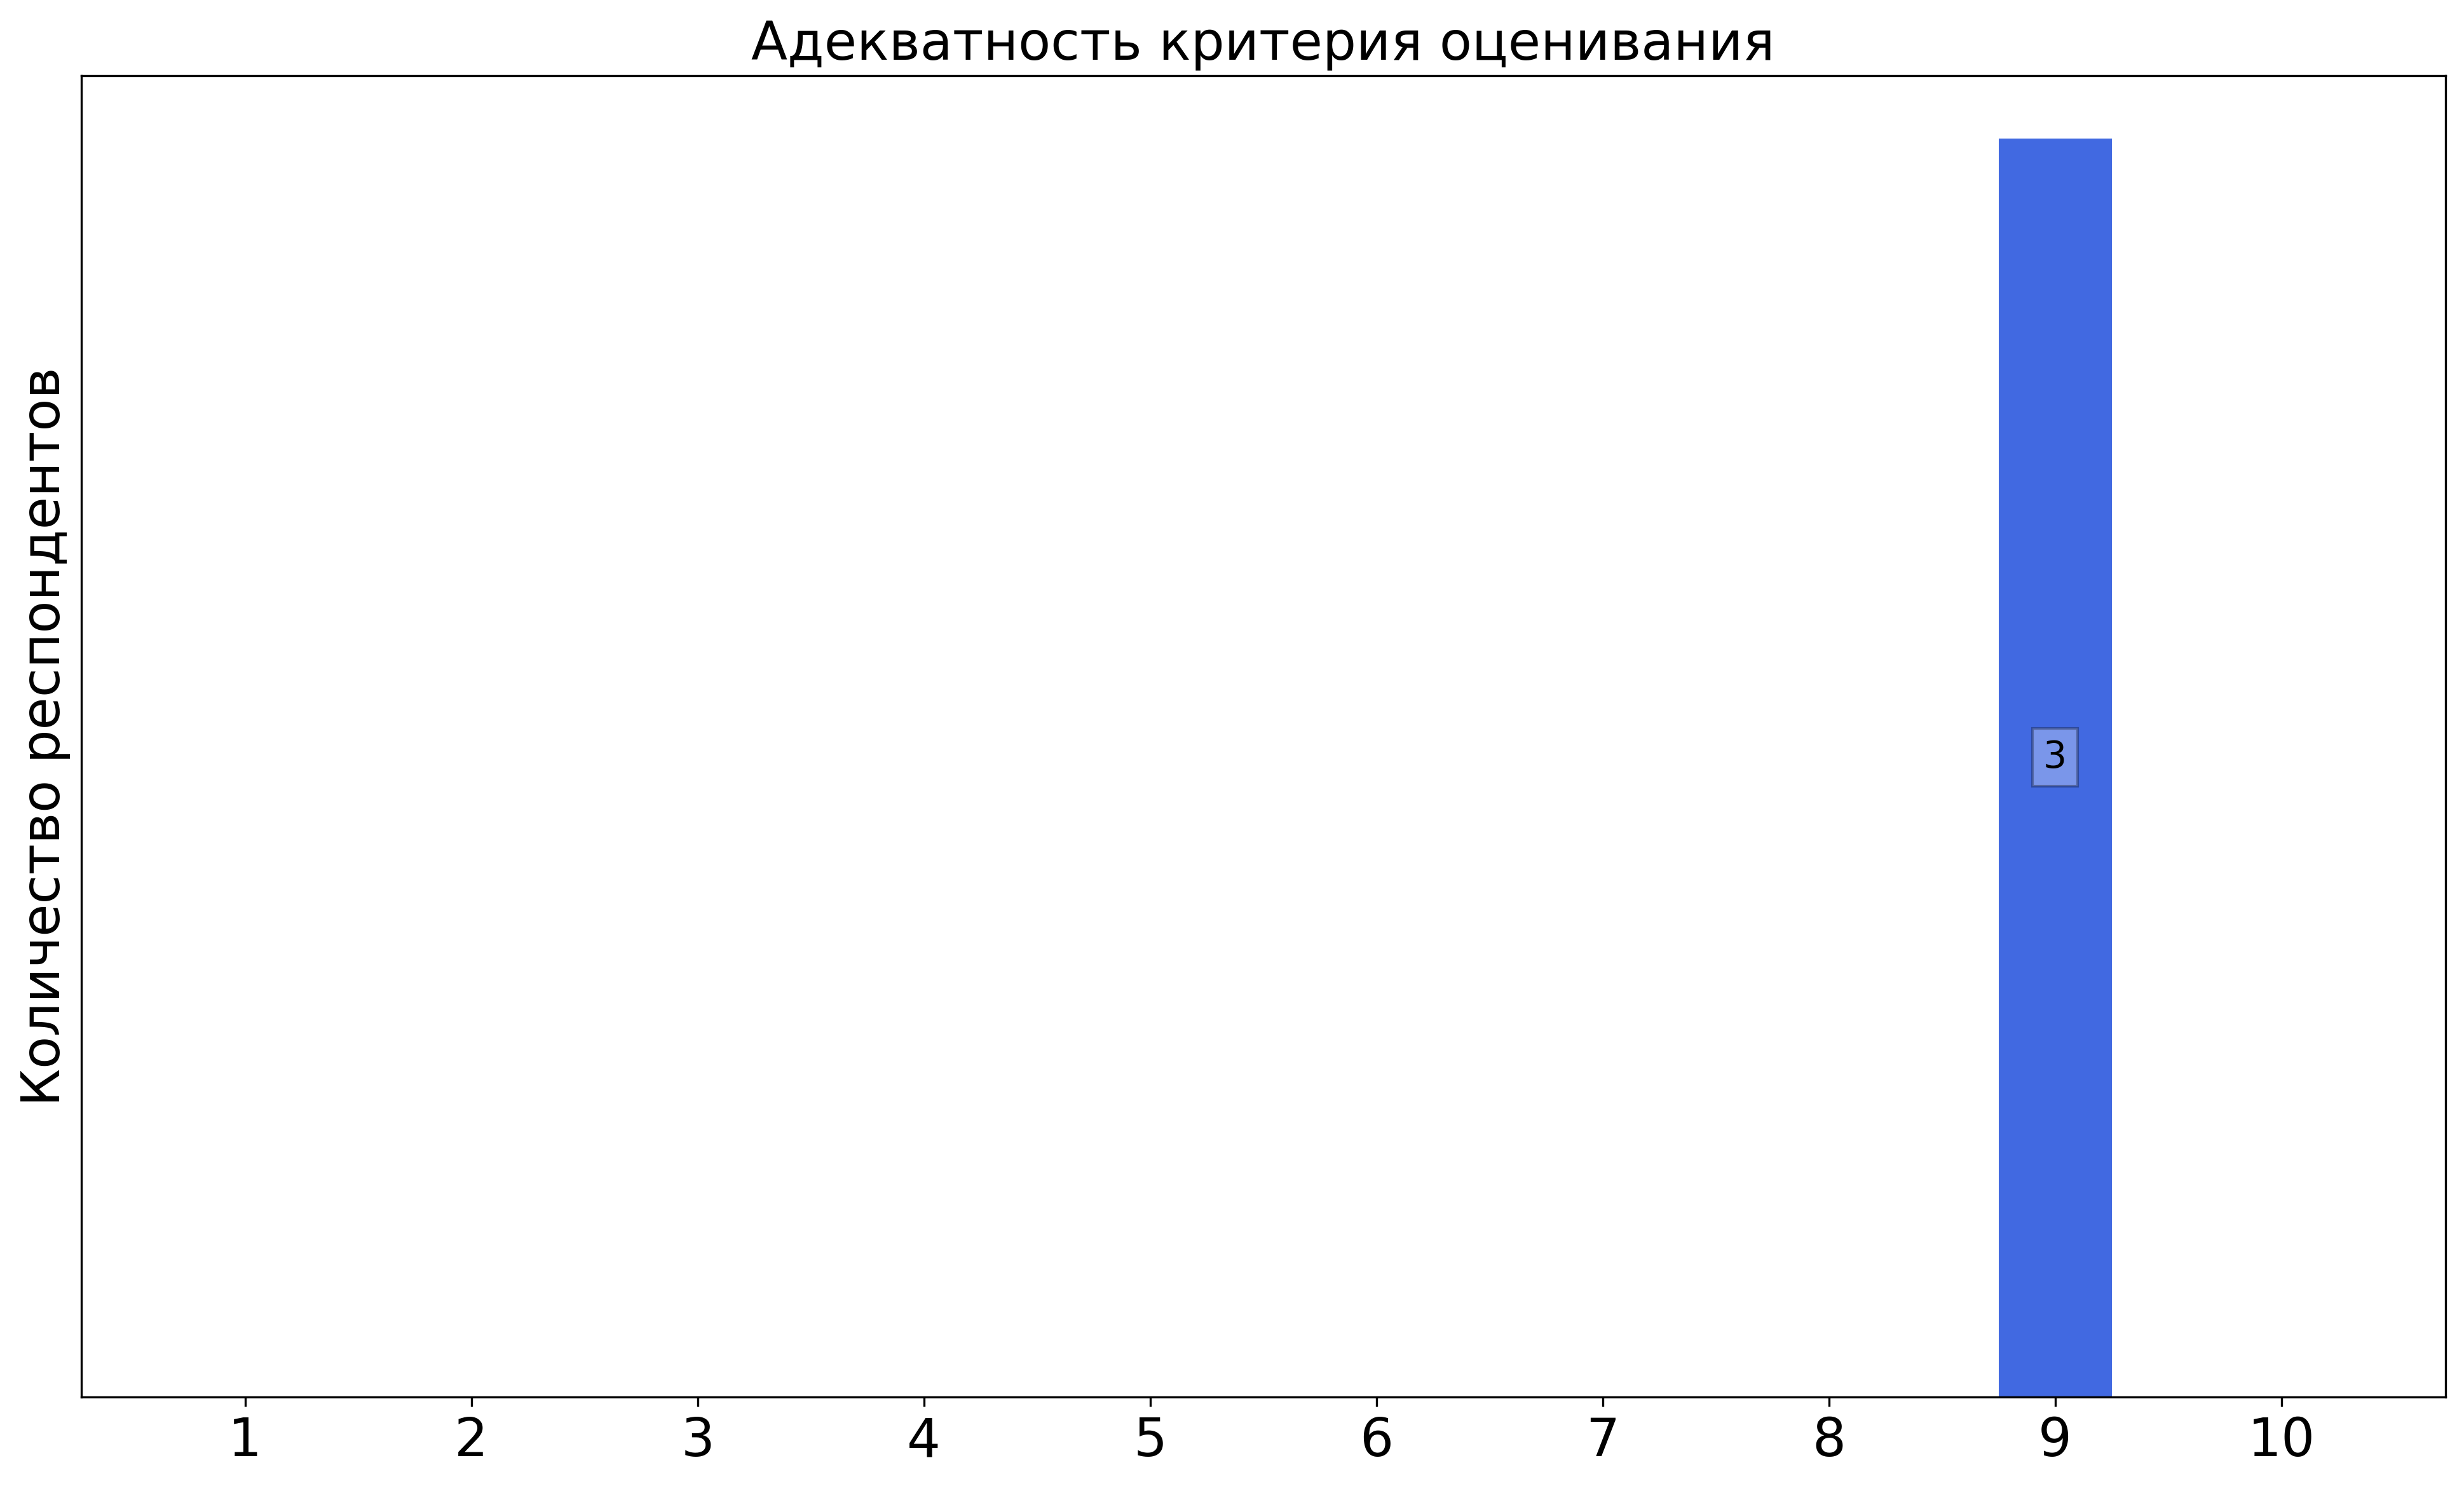 Адекватность критерия оценивания
Количество респондентов
3
1 2 3 4 5 6 7 8 9 10